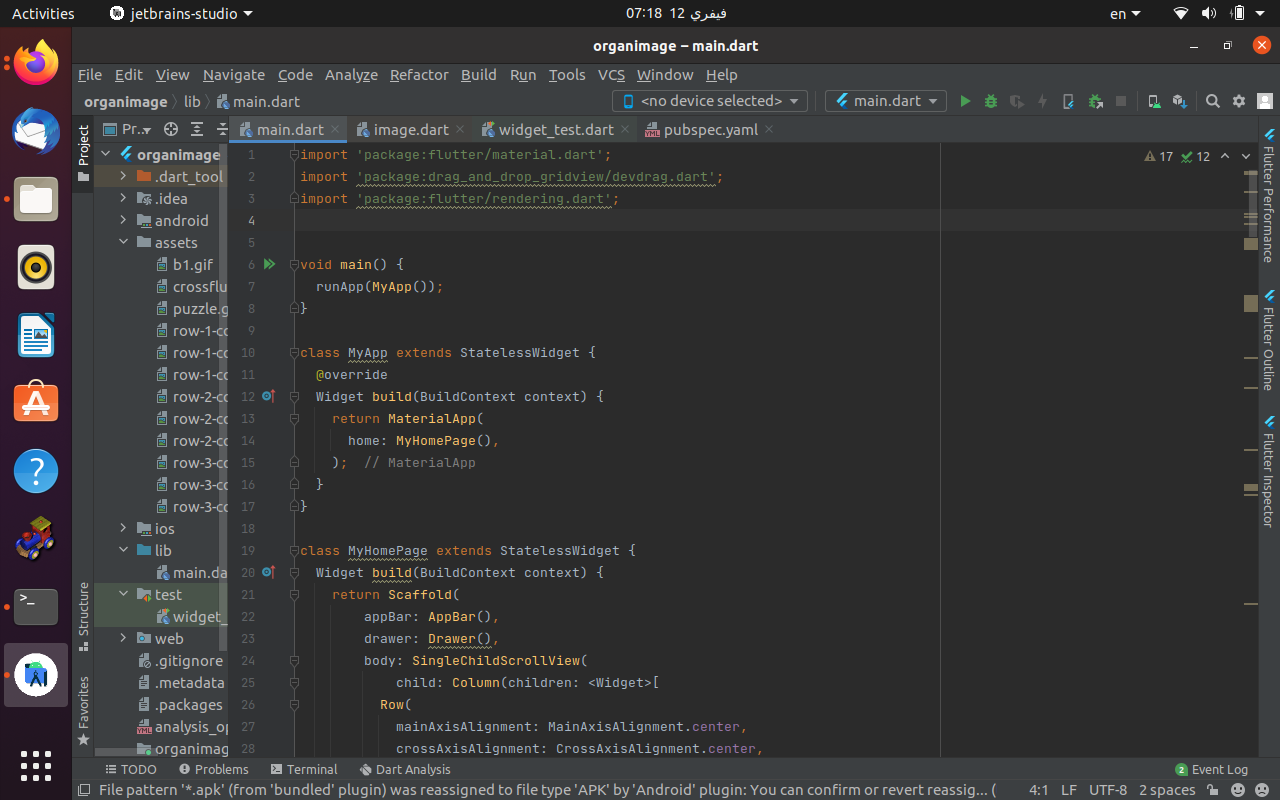 Activities
jetbrains-studio
07:18 12 فيفري
en
organimage – main.dart
File Edit View Navigate Code Analyze Refactor Build Run Tools VCS Window Help
organimage lib main.dart
<no device selected>
main.dart
Project
Pr..
main.dart
image.dart
widget_test.dart
pubspec.yaml
organimage
.dart_tool
.idea
android
assets
b1.gif
crossflu
puzzle.g
row-1-co
row-1-co
row-1-co
row-2-co
row-2-co
row-2-co
row-3-co
row-3-co
row-3-co
ios
lib
main.da
test
widget_
web
.gitignore
.metadata
.packages
analysis_op
organimag
Structure
Favorites
17 12
1 import 'package:flutter/material.dart';
2 import 'package:drag_and_drop_gridview/devdrag.dart';
3 import 'package:flutter/rendering.dart';
4
5
6 void main() {
7 runApp(MyApp());
8 }
9
10 class MyApp extends StatelessWidget {
11 @override
12 Widget build(BuildContext context) {
13 return MaterialApp(
14 home: MyHomePage(),
15 ); // MaterialApp
16 }
17 }
18
19 class MyHomePage extends StatelessWidget {
20 Widget build(BuildContext context) {
21 return Scaffold(
22 appBar: AppBar(),
23 drawer: Drawer(),
24 body: SingleChildScrollView(
25 child: Column(children: <Widget>[
26 Row(
27 mainAxisAlignment: MainAxisAlignment.center,
28 crossAxisAlignment: CrossAxisAlignment.center,
Flutter Performance
Flutter Outline
Flutter Inspector
TODO
Problems
Terminal
Dart Analysis
2 Event Log
File pattern '*.apk' (from 'bundled' plugin) was reassigned to file type 'APK' by 'Android' plugin: You can confirm or revert reassig... (
4:1 LF UTF-8 2 spaces